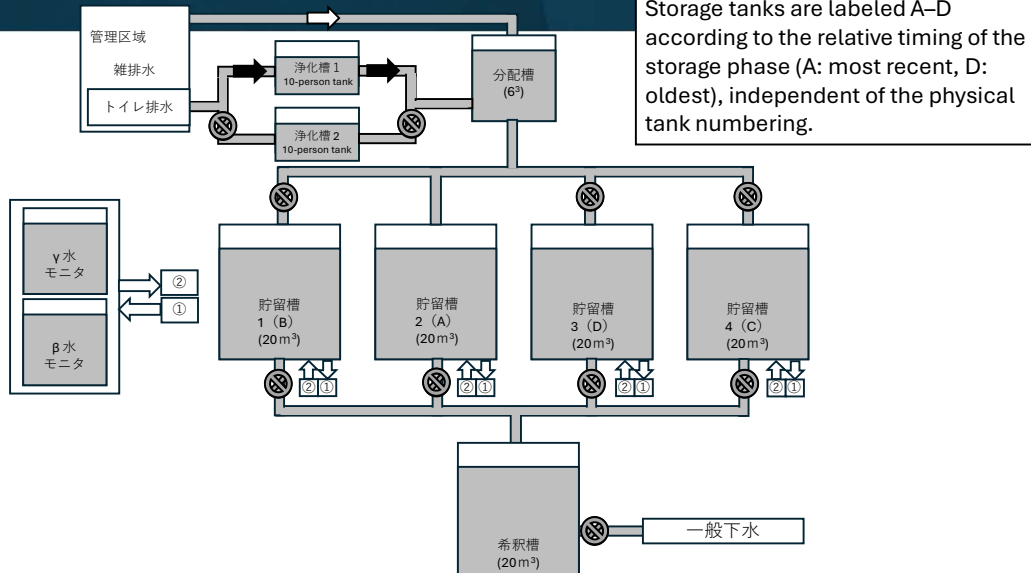 Storage tanks are labeled A–D
according to the relative timing of the
storage phase (A: most recent, D:
oldest), independent of the physical
tank numbering.
管理区域
雑排水
トイレ排水
浄化槽1
10-person tank
浄化槽2
10-person tank
分配槽
(6³)
γ水
モニタ
β水
モニタ
②
①
貯留槽
1（B）
(20m³)
②①
貯留槽
2（A）
(20m³)
②①
貯留槽
3（D）
(20m³)
②①
貯留槽
4（C）
(20m³)
②①
希釈槽
(20m³)
一般下水